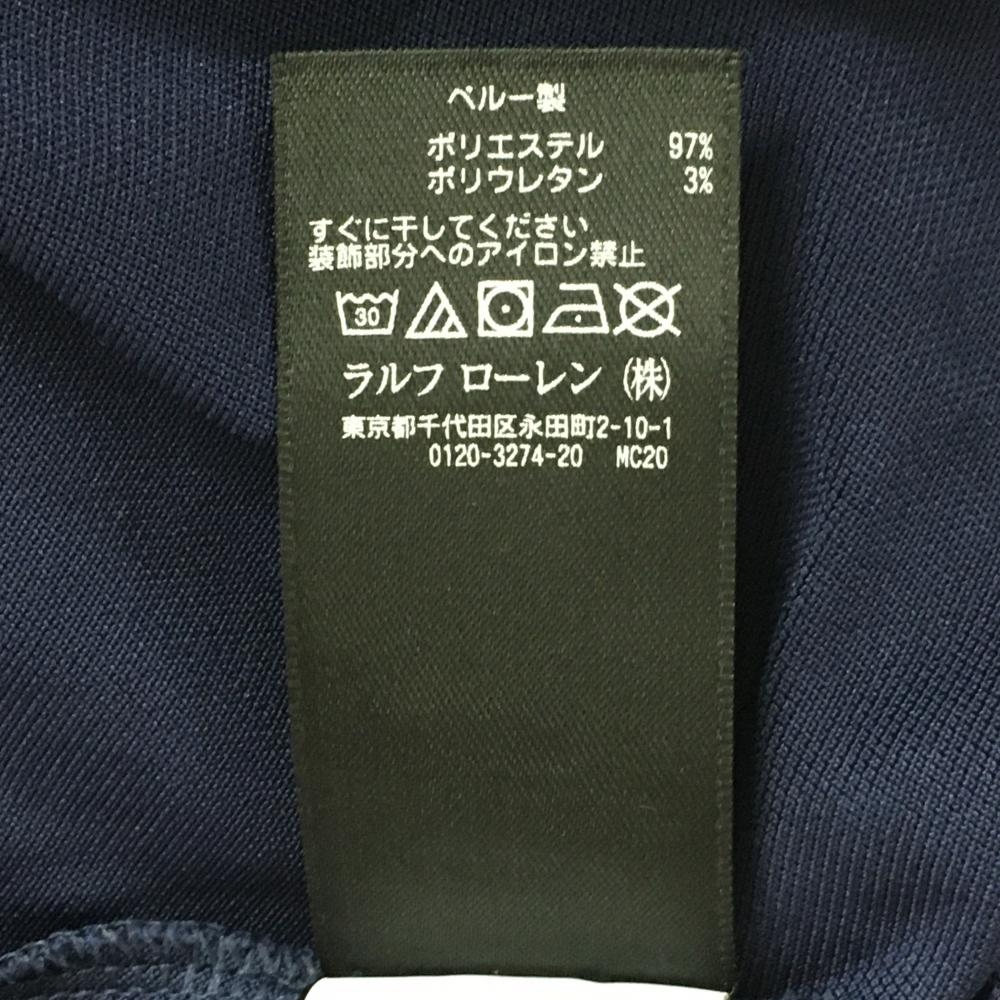 ペルー製
ポリエステル 97%
ポリウレタン 3%
すぐに干してください
装飾部分へのアイロン禁止
30
ラルフ ローレン (株)
東京都千代田区永田町2-10-1
0120-3274-20 MC20